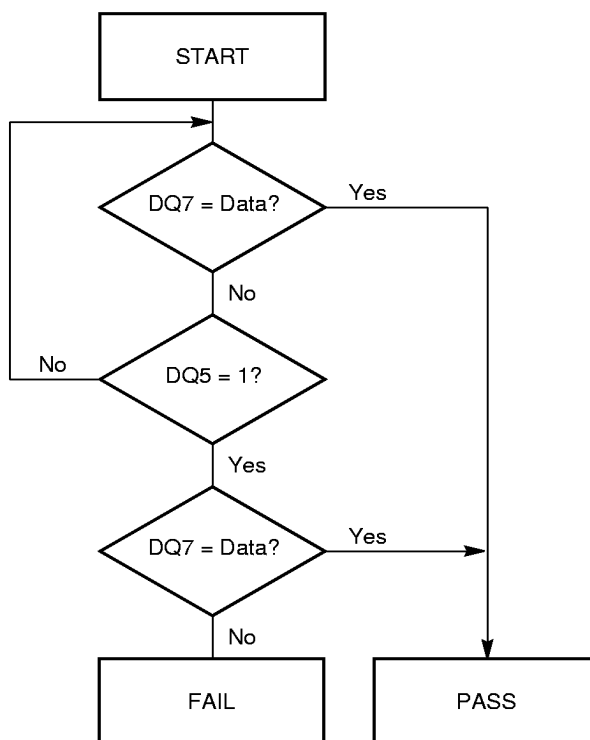 START
DQ7 = Data?
Yes
No
No
DQ5 = 1?
Yes
DQ7 = Data?
Yes
No
FAIL
PASS